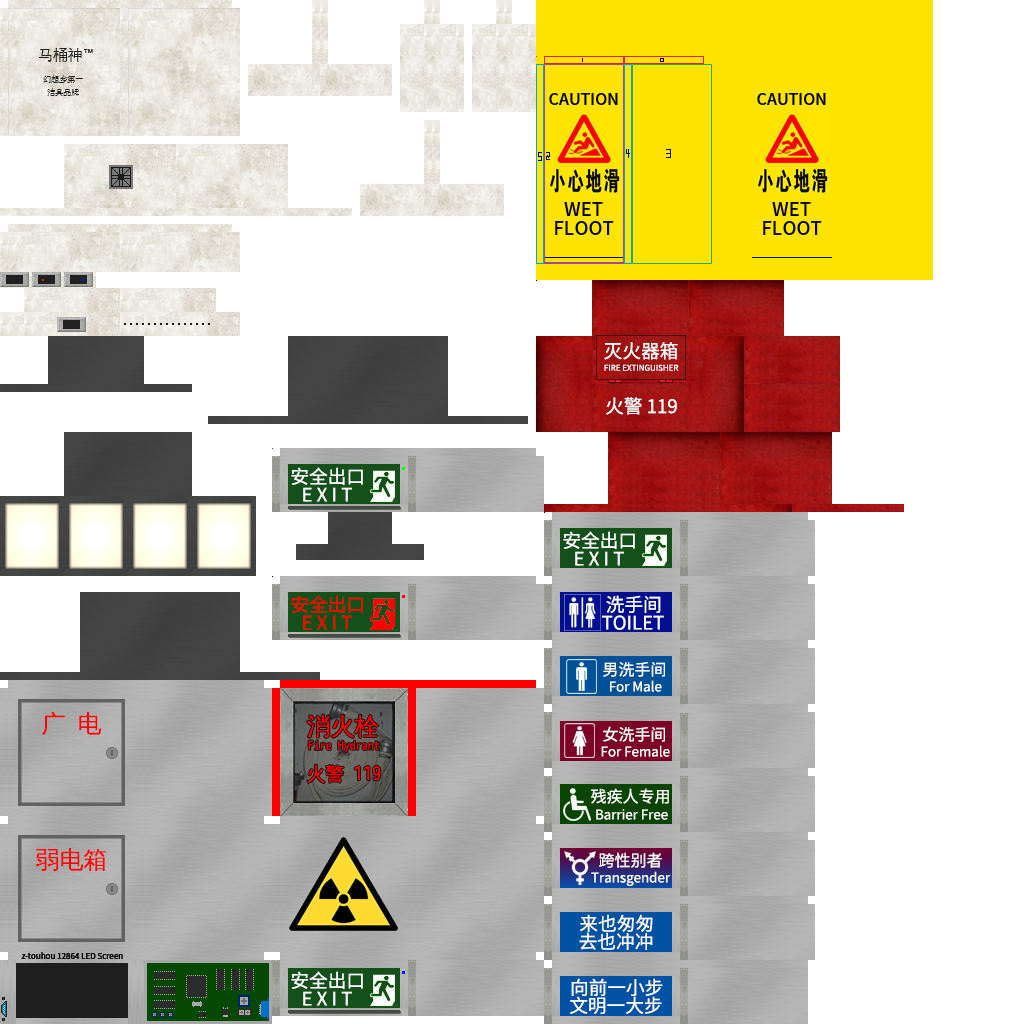 马桶神™
幻想乡第一
洁具品牌
CAUTION
小心地滑
WET
FLOOT
CAUTION
小心地滑
WET
FLOOT
1
0
5
2
4
3
灭火器箱
FIRE EXTINGUISHER
火警 119
安全出口
EXIT
安全出口
EXIT
安全出口
EXIT
洗手间
TOILET
男洗手间
For Male
女洗手间
For Female
残疾人专用
Barrier Free
跨性别者
Transgender
来也匆匆
去也冲冲
向前一小步
文明一大步
广 电
消火栓
Fire Hydrant
火警 119
弱电箱
z-touhou 12864 LED Screen
安全出口
EXIT